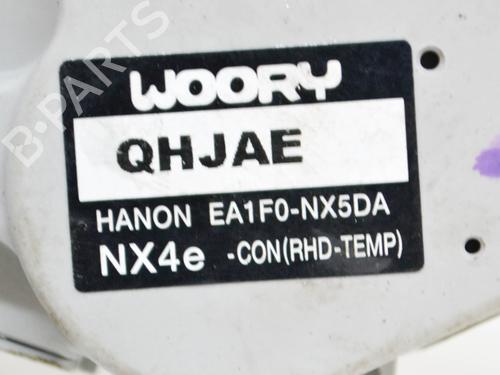 WOORY
QHJAE
HANON EA1F0-NX5DA
NX4e -CON(RHD-TEMP)
B-PARTS